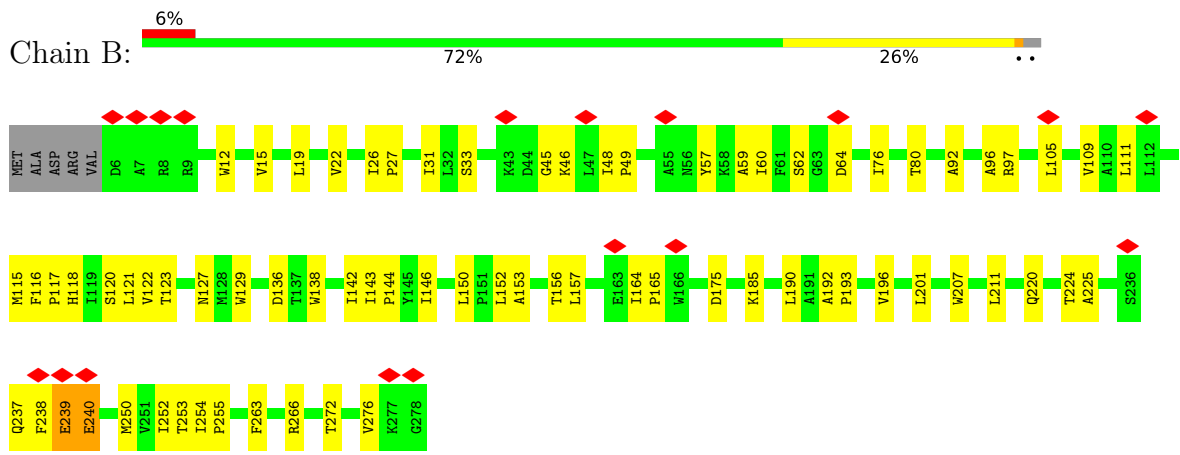 6%
Chain B:
72% 26% ••
MET ALA ASP ARG VAL D6 A7 R8 R9 W12 V15 L19 V22 I26 P27 I31 L32 S33 K43 D44 G45 K46 L47 I48 P49 A55 N56 Y57 K58 A59 I60 F61 S62 G63 D64 I76 T80 A92 A96 R97 L105 V109 A110 L111 L112
M115 F116 P117 H118 I119 S120 L121 V122 T123 N127 M128 W129 D136 T137 W138 I142 I143 P144 Y145 I146 L150 P151 L152 A153 T156 L157 E163 I164 P165 W166 D175 K185 L190 A191 A192 P193 V196 L201 W207 L211 Q220 T224 A225 S236
Q237 F238 E239 E240 M250 V251 I252 T253 I254 P255 F263 R266 T272 V276 K277 G278